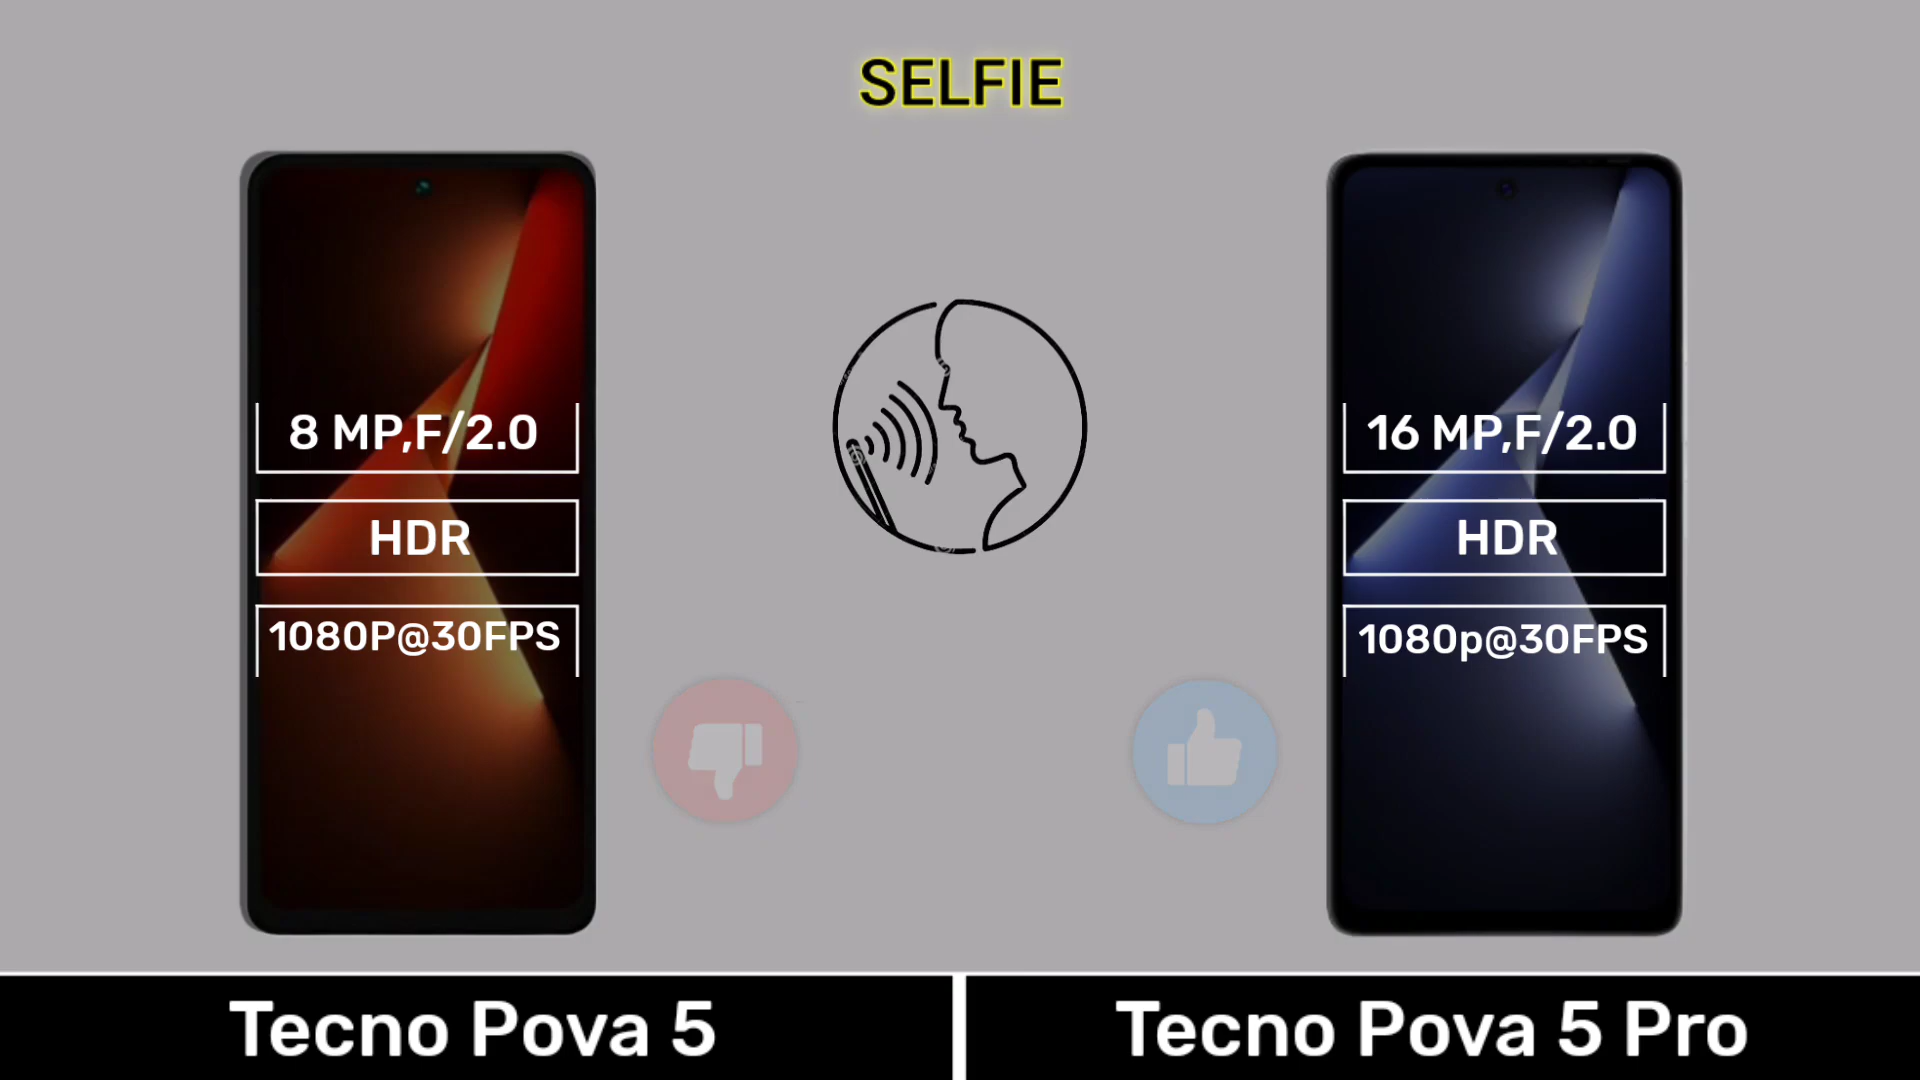 SELFIE
8 MP,F/2.0
HDR
1080P@30FPS
16 MP,F/2.0
HDR
1080p@30FPS
Tecno Pova 5
Tecno Pova 5 Pro